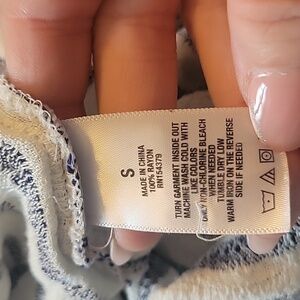 S
MADE IN CHINA
100% RAYON
RN154379
TURN GARMENT INSIDE OUT
MACHINE WASH COLD WITH
LIKE COLORS
ONLY NON-CHLORINE BLEACH
WHEN NEEDED
TUMBLE DRY LOW
WARM IRON ON THE REVERSE
SIDE IF NEEDED